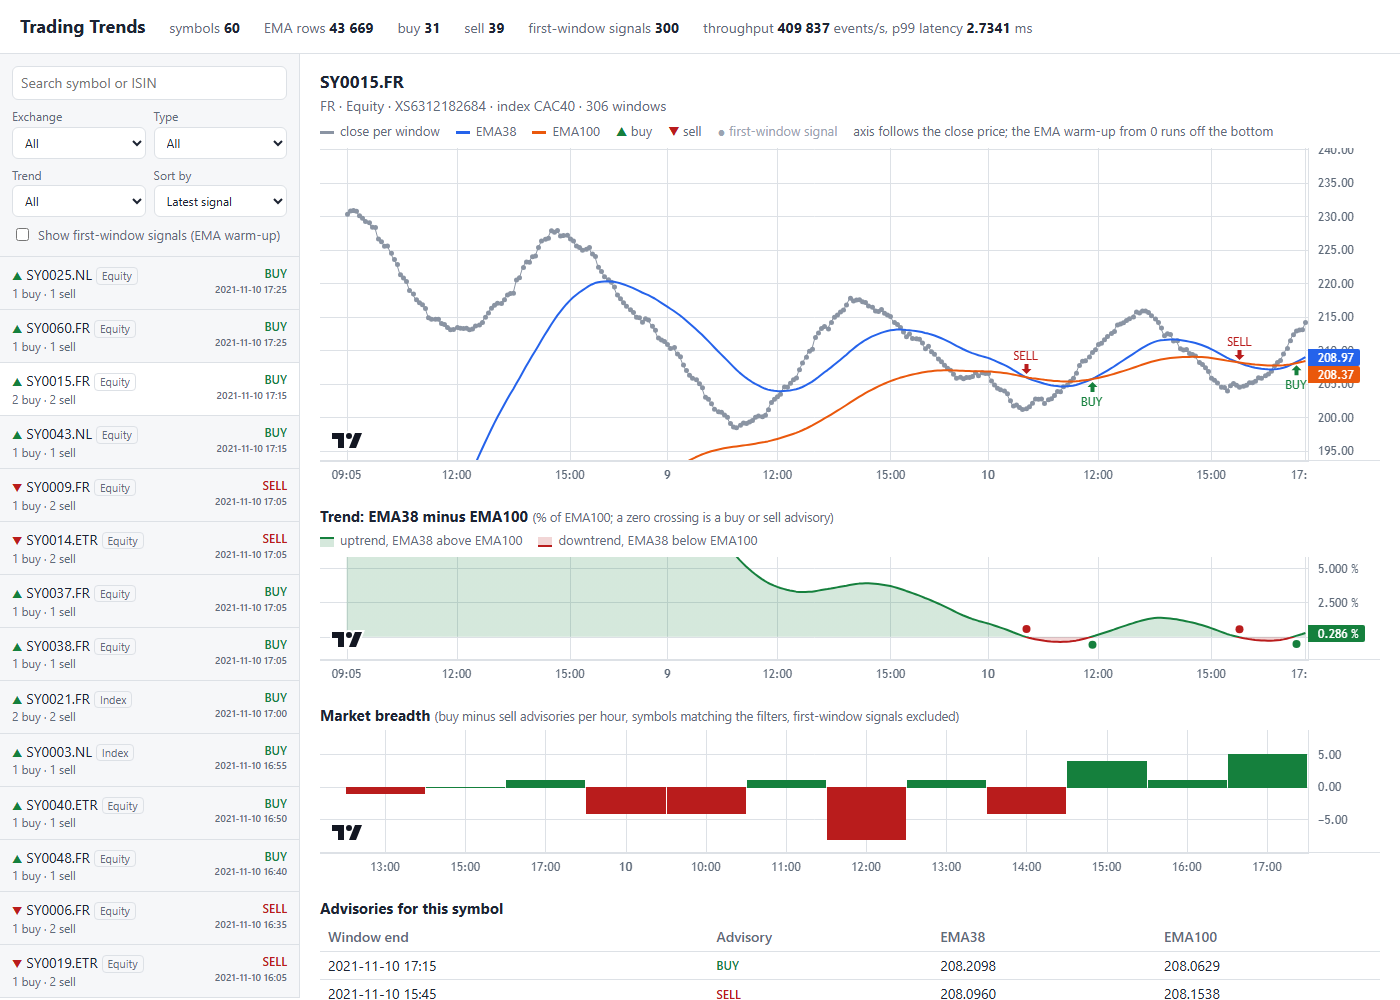 Trading Trends symbols 60 EMA rows 43 669 buy 31 sell 39 first-window signals 300 throughput 409 837 events/s, p99 latency 2.7341 ms
Search symbol or ISIN
Exchange Type
All All
Trend Sort by
All Latest signal
Show first-window signals (EMA warm-up)
SY0025.NL Equity BUY
1 buy · 1 sell 2021-11-10 17:25
SY0060.FR Equity BUY
1 buy · 1 sell 2021-11-10 17:25
SY0015.FR Equity BUY
2 buy · 2 sell 2021-11-10 17:15
SY0043.NL Equity BUY
1 buy · 1 sell 2021-11-10 17:15
SY0009.FR Equity SELL
1 buy · 2 sell 2021-11-10 17:05
SY0014.ETR Equity SELL
1 buy · 2 sell 2021-11-10 17:05
SY0037.FR Equity BUY
1 buy · 1 sell 2021-11-10 17:05
SY0038.FR Equity BUY
1 buy · 1 sell 2021-11-10 17:05
SY0021.FR Index BUY
2 buy · 2 sell 2021-11-10 17:00
SY0003.NL Index BUY
1 buy · 1 sell 2021-11-10 16:55
SY0040.ETR Equity BUY
1 buy · 1 sell 2021-11-10 16:50
SY0048.FR Equity BUY
1 buy · 1 sell 2021-11-10 16:40
SY0006.FR Equity SELL
1 buy · 2 sell 2021-11-10 16:35
SY0019.ETR Equity SELL
1 buy · 2 sell 2021-11-10 16:05
SY0015.FR
FR · Equity · XS6312182684 · index CAC40 · 306 windows
close per window EMA38 EMA100 buy sell first-window signal axis follows the close price; the EMA warm-up from 0 runs off the bottom
240.00
235.00
230.00
225.00
220.00
215.00
210.00
208.97
208.37
205.00
200.00
195.00
SELL
BUY
SELL
BUY
09:05 12:00 15:00 9 12:00 15:00 10 12:00 15:00 17:
Trend: EMA38 minus EMA100 (% of EMA100; a zero crossing is a buy or sell advisory)
uptrend, EMA38 above EMA100 downtrend, EMA38 below EMA100
5.000 %
2.500 %
0.286 %
09:05 12:00 15:00 9 12:00 15:00 10 12:00 15:00 17:
Market breadth (buy minus sell advisories per hour, symbols matching the filters, first-window signals excluded)
5.00
0.00
−5.00
13:00 15:00 17:00 10 10:00 11:00 12:00 13:00 14:00 15:00 16:00 17:00
Advisories for this symbol
Window end Advisory EMA38 EMA100
2021-11-10 17:15 BUY 208.2098 208.0629
2021-11-10 15:45 SELL 208.0960 208.1538